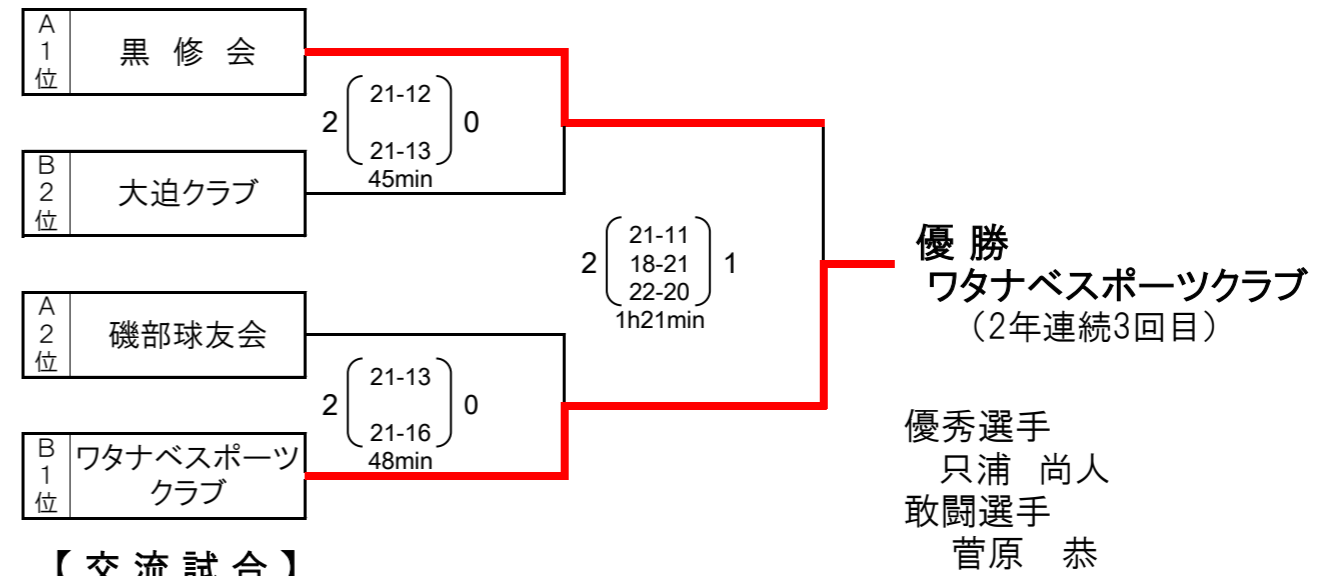 A1位
黒 修 会
2
21-12
21-13
0
45min
B2位
大迫クラブ
2
21-11
18-21
22-20
1
1h21min
A2位
磯部球友会
2
21-13
21-16
0
48min
B1位
ワタナベスポーツ
クラブ
優 勝
ワタナベスポーツクラブ
（2年連続3回目）
優秀選手
只浦 尚人
敢闘選手
菅原 恭
【 交 流 試 合 】